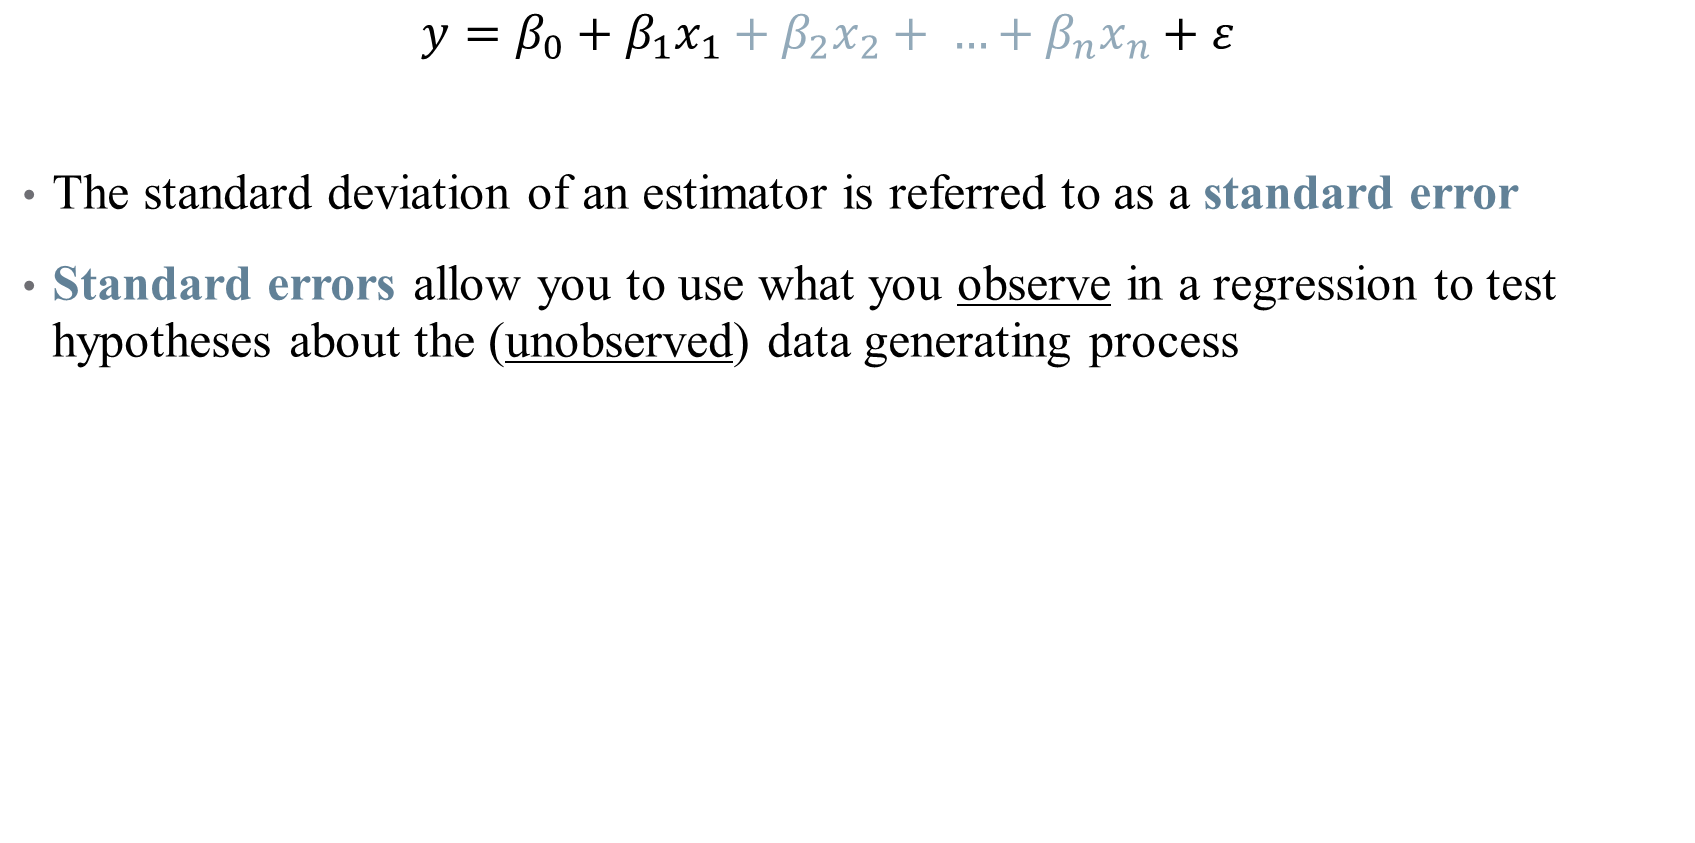 y = β₀ + β₁x₁ + β₂x₂ + … + βₙxₙ + ε
• The standard deviation of an estimator is referred to as a standard error
• Standard errors allow you to use what you observe in a regression to test
hypotheses about the (unobserved) data generating process